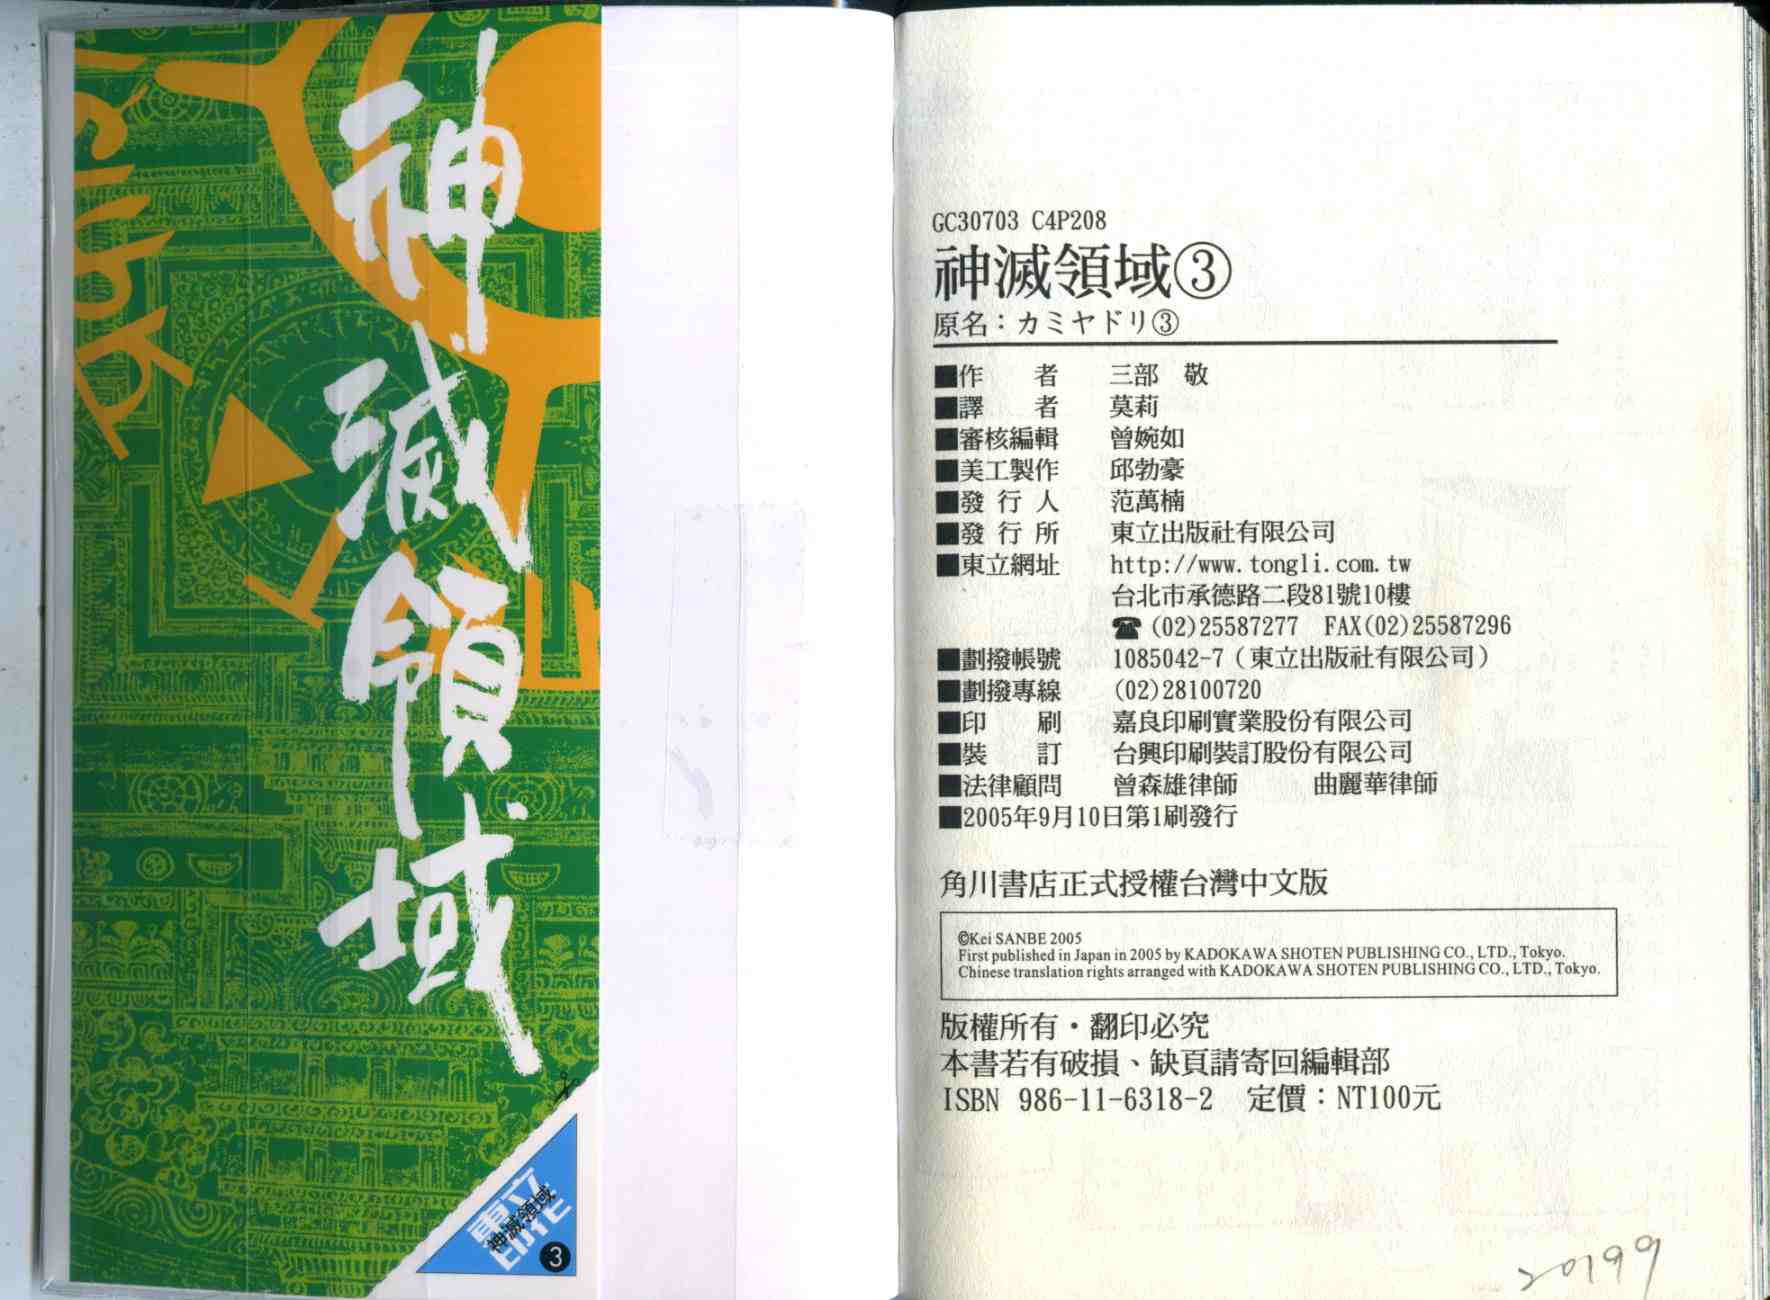 神滅領域
東立
印花
神滅領域
3
GC30703 C4P208
神滅領域③
原名：カミヤドリ③
■作者 三部 敬
■譯者 莫莉
■審核編輯 曾婉如
■美工製作 邱勃豪
■發行人 范萬楠
■發行所 東立出版社有限公司
■東立網址 http://www.tongli.com.tw
台北市承德路二段81號10樓
☎(02)25587277 FAX(02)25587296
■劃撥帳號 1085042-7（東立出版社有限公司）
■劃撥專線 (02)28100720
■印刷 嘉良印刷實業股份有限公司
■裝訂 台興印刷裝訂股份有限公司
■法律顧問 曾森雄律師 曲麗華律師
■2005年9月10日第1刷發行
角川書店正式授權台灣中文版
©Kei SANBE 2005
First published in Japan in 2005 by KADOKAWA SHOTEN PUBLISHING CO., LTD., Tokyo.
Chinese translation rights arranged with KADOKAWA SHOTEN PUBLISHING CO., LTD., Tokyo.
版權所有・翻印必究
本書若有破損、缺頁請寄回編輯部
ISBN 986-11-6318-2 定價：NT100元
20199